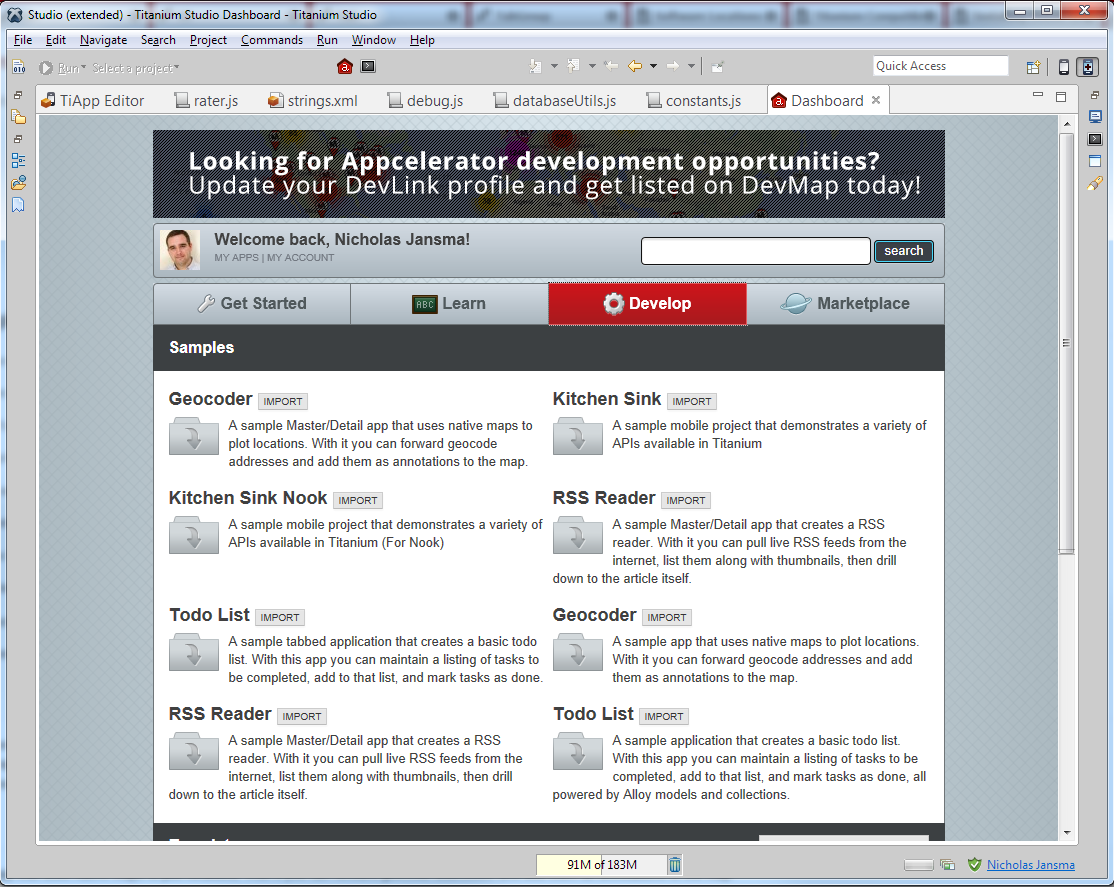 Studio (extended) - Titanium Studio Dashboard - Titanium Studio
File Edit Navigate Search Project Commands Run Window Help
Run Select a project Quick Access
TiApp Editor rater.js strings.xml debug.js databaseUtils.js constants.js Dashboard
Looking for Appcelerator development opportunities?
Update your DevLink profile and get listed on DevMap today!
Welcome back, Nicholas Jansma!
MY APPS | MY ACCOUNT
search
Get Started ABC Learn Develop Marketplace
Samples
Geocoder IMPORT
A sample Master/Detail app that uses native maps to
plot locations. With it you can forward geocode
addresses and add them as annotations to the map.
Kitchen Sink IMPORT
A sample mobile project that demonstrates a variety of
APIs available in Titanium
Kitchen Sink Nook IMPORT
A sample mobile project that demonstrates a variety of
APIs available in Titanium (For Nook)
RSS Reader IMPORT
A sample Master/Detail app that creates a RSS
reader. With it you can pull live RSS feeds from the
internet, list them along with thumbnails, then drill
down to the article itself.
Todo List IMPORT
A sample tabbed application that creates a basic todo
list. With this app you can maintain a listing of tasks to
be completed, add to that list, and mark tasks as done.
Geocoder IMPORT
A sample app that uses native maps to plot locations.
With it you can forward geocode addresses and add
them as annotations to the map.
RSS Reader IMPORT
A sample Master/Detail app that creates a RSS
reader. With it you can pull live RSS feeds from the
internet, list them along with thumbnails, then drill
down to the article itself.
Todo List IMPORT
A sample application that creates a basic todo list.
With this app you can maintain a listing of tasks to be
completed, add to that list, and mark tasks as done, all
powered by Alloy models and collections.
91M of 183M
Nicholas Jansma